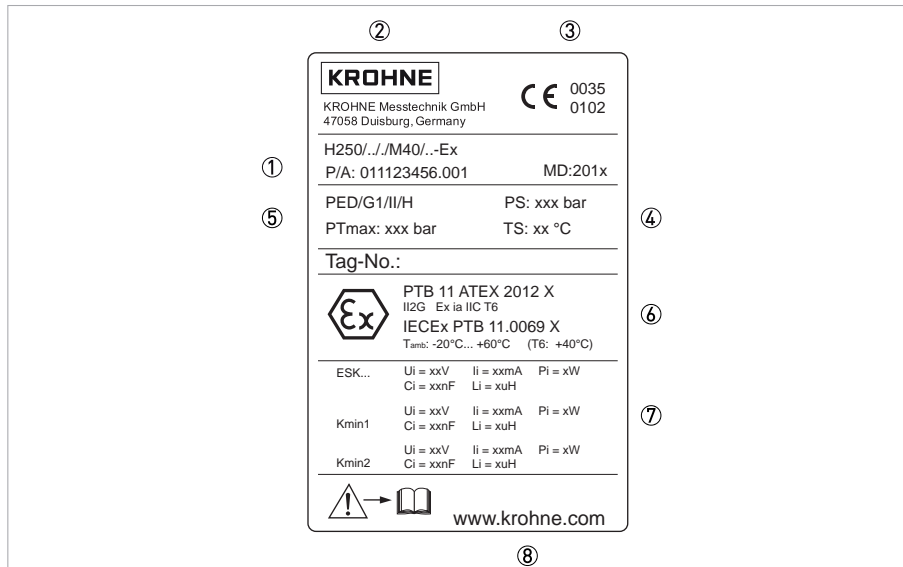 ② ③
KROHNE
0035
0102
KROHNE Messtechnik GmbH
47058 Duisburg, Germany
H250/../../M40/..-Ex
① P/A: 011123456.001 MD:201x
PED/G1/II/H PS: xxx bar
⑤ PTmax: xxx bar TS: xx °C ④
Tag-No.:
PTB 11 ATEX 2012 X
II2G Ex ia IIC T6
Ex IECEx PTB 11.0069 X ⑥
Tamb: -20°C... +60°C (T6: +40°C)
ESK... Ui = xxV Ii = xxmA Pi = xW
Ci = xxnF Li = xuH
Ui = xxV Ii = xxmA Pi = xW ⑦
Kmin1 Ci = xxnF Li = xuH
Ui = xxV Ii = xxmA Pi = xW
Kmin2 Ci = xxnF Li = xuH
www.krohne.com
⑧